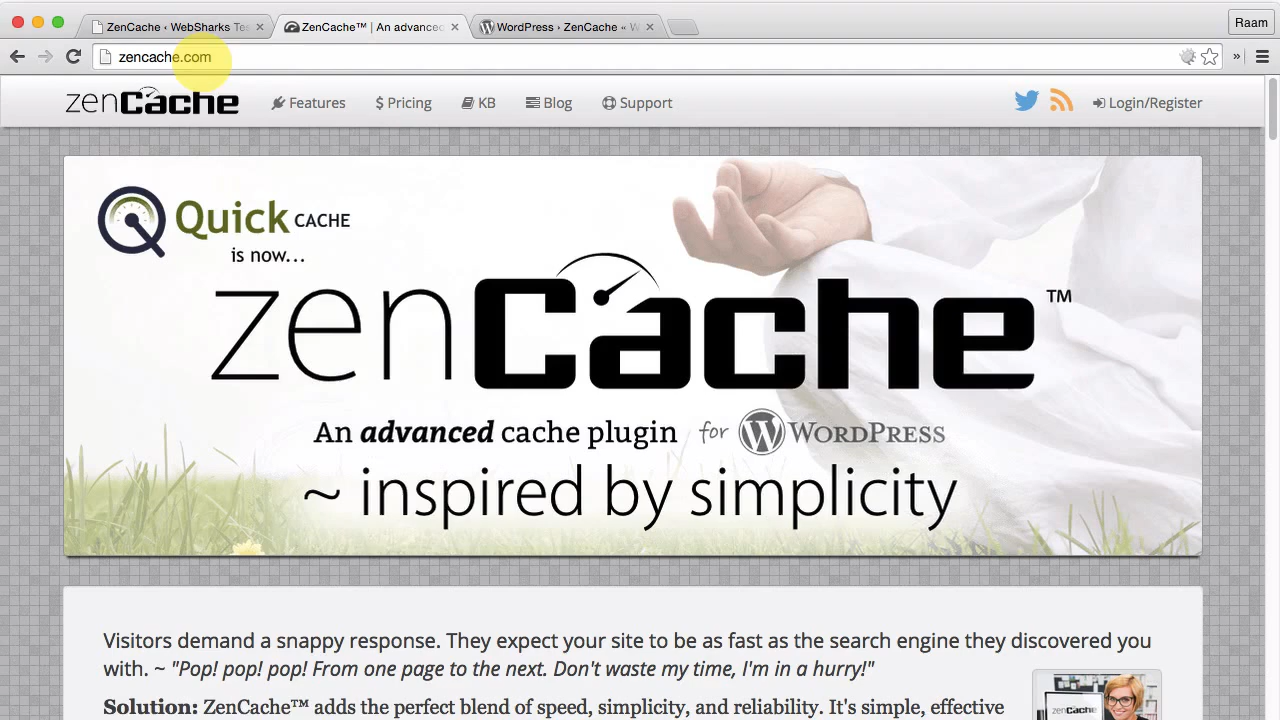 ZenCache ‹ WebSharks Te
ZenCache™ | An advanced
WordPress › ZenCache «
Raam
zencache.com
zenCache
Features
$ Pricing
KB
Blog
Support
Login/Register
Quick CACHE
is now...
zenCache™
An advanced cache plugin for WORDPRESS
~ inspired by simplicity
Visitors demand a snappy response. They expect your site to be as fast as the search engine they discovered you
with. ~ "Pop! pop! pop! From one page to the next. Don't waste my time, I'm in a hurry!"
Solution: ZenCache™ adds the perfect blend of speed, simplicity, and reliability. It's simple, effective
zenCache